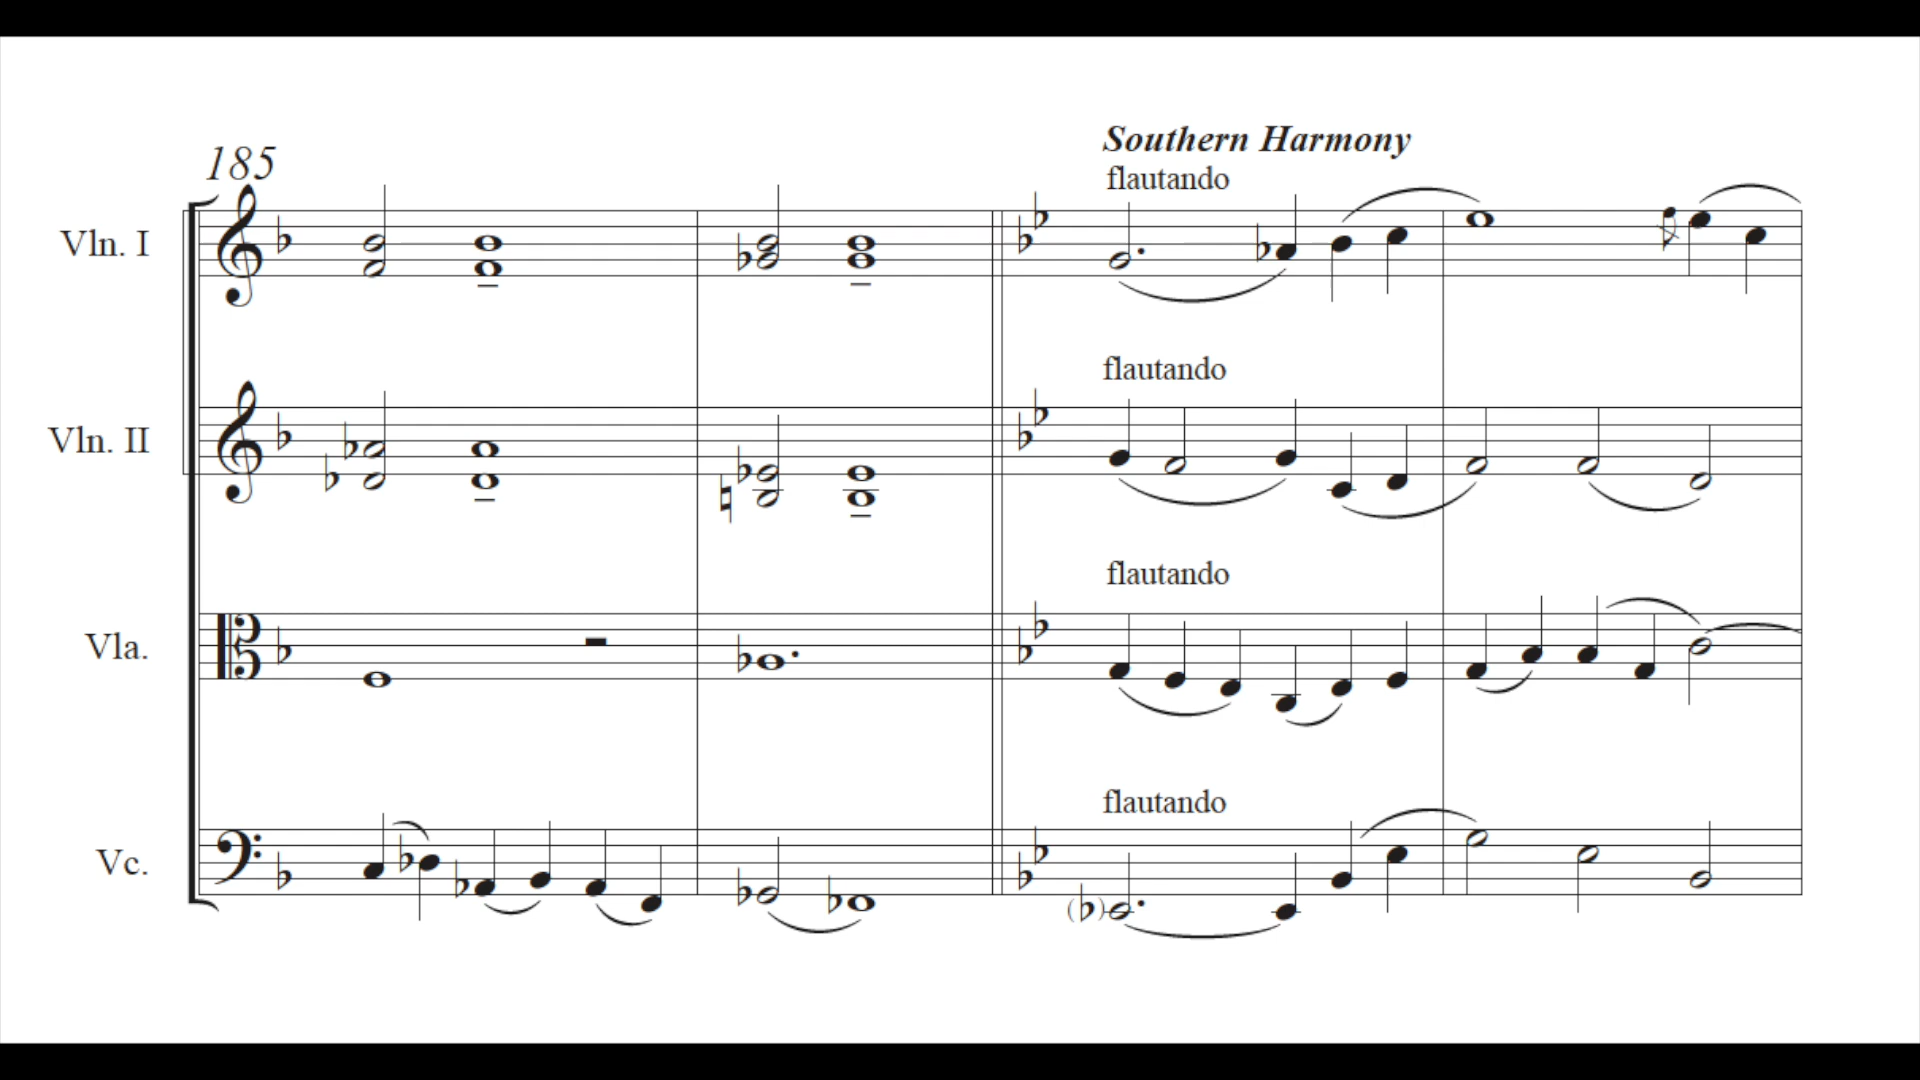 Southern Harmony
185
flautando
Vln. I
flautando
Vln. II
flautando
Vla.
flautando
Vc.